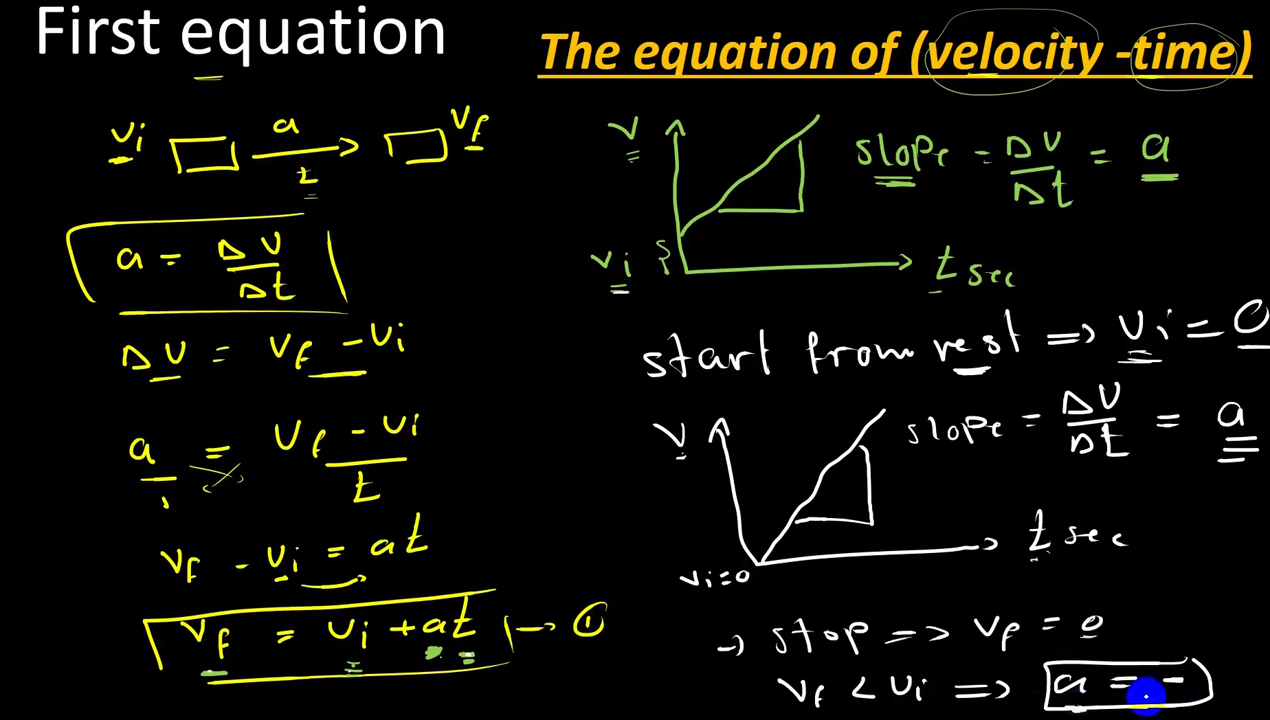 First equation
The equation of (velocity -time)
vi a vf
t
a = Δv/Δt
Δv = vf - vi
a/1 = vf - vi/t
vf - vi = at
vf = vi + at → ①
v
slope = Δv/Δt = a
vi
t sec
start from rest ⇒ vi = 0
v
slope = Δv/Δt = a
t sec
vi=0
→ stop ⇒ vf = 0
vf < vi ⇒ a = -